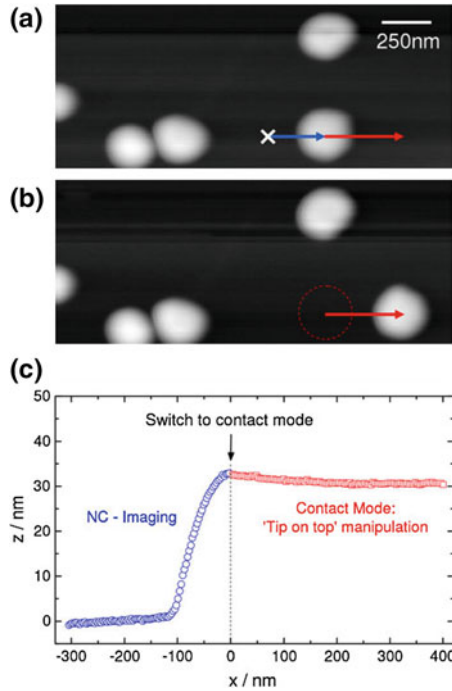 (a)
250nm
(b)
(c)
Switch to contact mode
NC - Imaging
Contact Mode:
'Tip on top' manipulation
z / nm
50
40
30
20
10
0
-300 -200 -100 0 100 200 300 400
x / nm